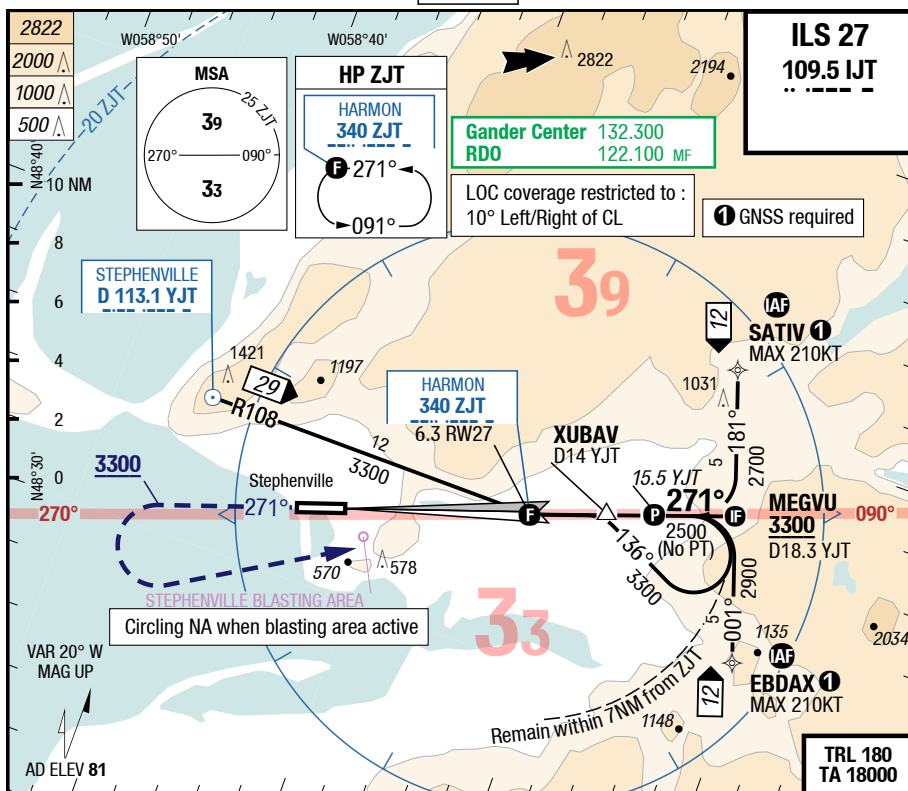 2822
2000
1000
500
W058°50'
W058°40'
20 ZJT
N48°40'
10 NM
8
6
4
2
0
N48°30'
MSA
39
33
25 ZJT
270°
090°
HP ZJT
HARMON
340 ZJT
F
271°
091°
2822
2194
ILS 27
109.5 IJT
Gander Center 132.300
RDO 122.100 MF
LOC coverage restricted to :
10° Left/Right of CL
1 GNSS required
STEPHENVILLE
D 113.1 YJT
39
12
IAF
SATIV 1
MAX 210KT
1421
1197
29
R108
12
3300
HARMON
340 ZJT
6.3 RW27
1031
181°
5
2700
XUBAV
D14 YJT
3300
Stephenville
271°
270°
F
15.5 YJT
P
271°
2500
(No PT)
IF
MEGVU
3300
D18.3 YJT
090°
136°
3300
2900
5
001°
570
578
STEPHENVILLE BLASTING AREA
Circling NA when blasting area active
33
2034
1135
IAF
EBDAX 1
MAX 210KT
12
1148
Remain within 7NM from ZJT
VAR 20° W
MAG UP
AD ELEV 81
TRL 180
TA 18000